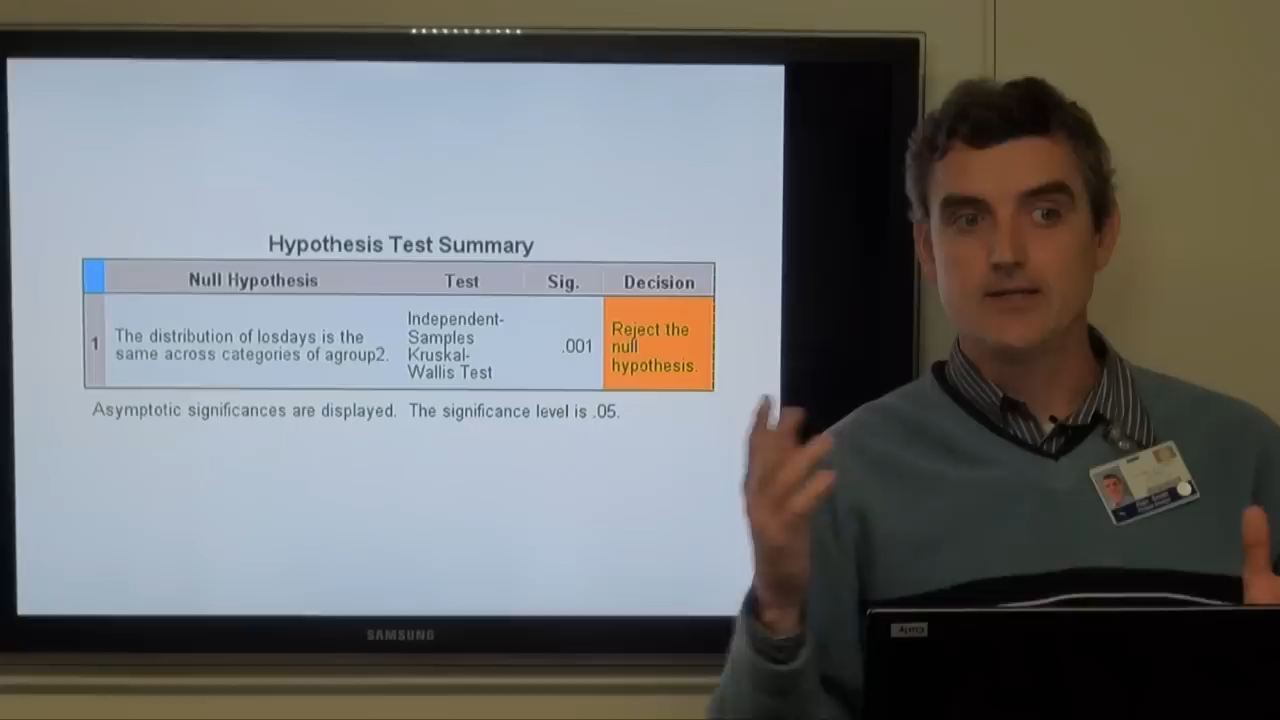 Hypothesis Test Summary
Null Hypothesis Test Sig. Decision
1
The distribution of losdays is the
same across categories of agroup2.
Independent-
Samples
Kruskal-
Wallis Test
.001
Reject the
null
hypothesis.
Asymptotic significances are displayed. The significance level is .05.
SAMSUNG